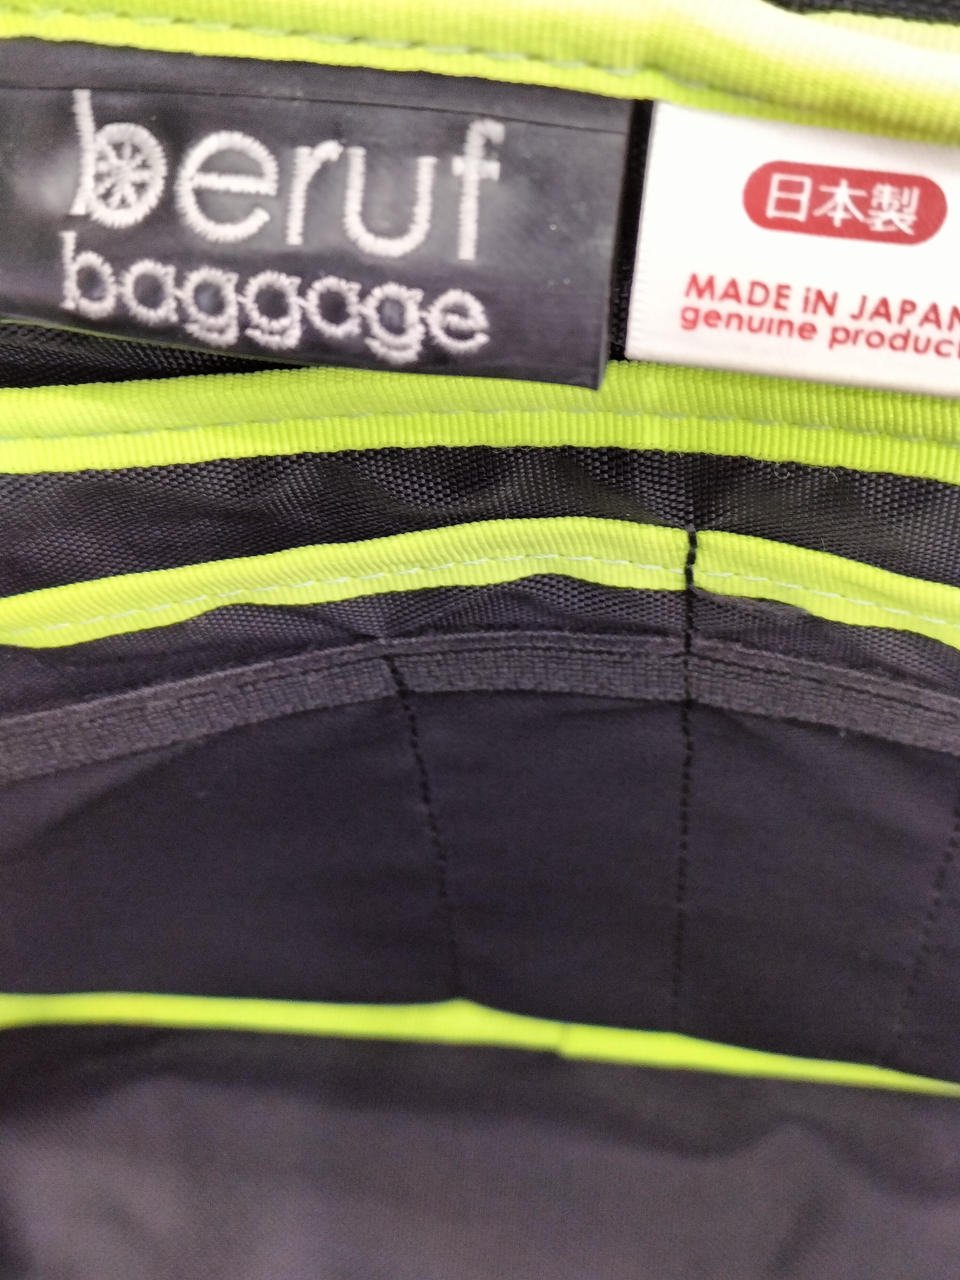 beruf
baggage
日本製
MADE iN JAPAN
genuine product